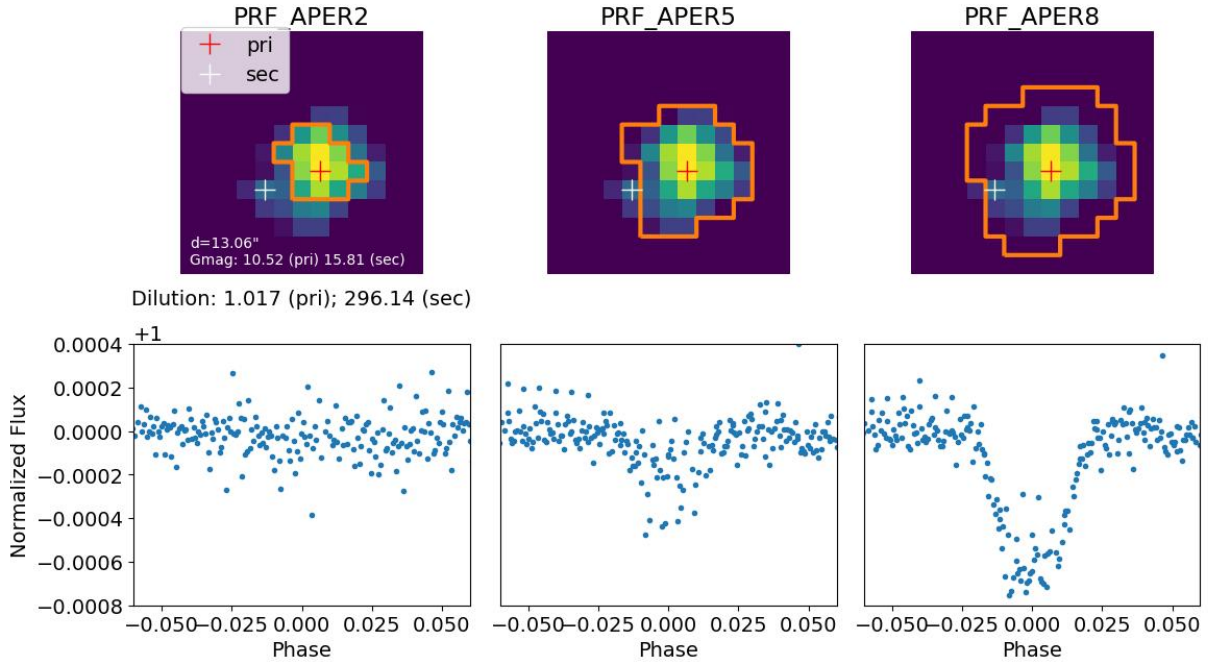 PRF_APER2
PRF_APER5
PRF_APER8
pri
sec
d=13.06"
Gmag: 10.52 (pri) 15.81 (sec)
Dilution: 1.017 (pri); 296.14 (sec)
+1
0.0004
0.0002
0.0000
−0.0002
−0.0004
−0.0006
−0.0008
Normalized Flux
−0.050 −0.025 0.000 0.025 0.050
−0.050 −0.025 0.000 0.025 0.050
−0.050 −0.025 0.000 0.025 0.050
Phase
Phase
Phase